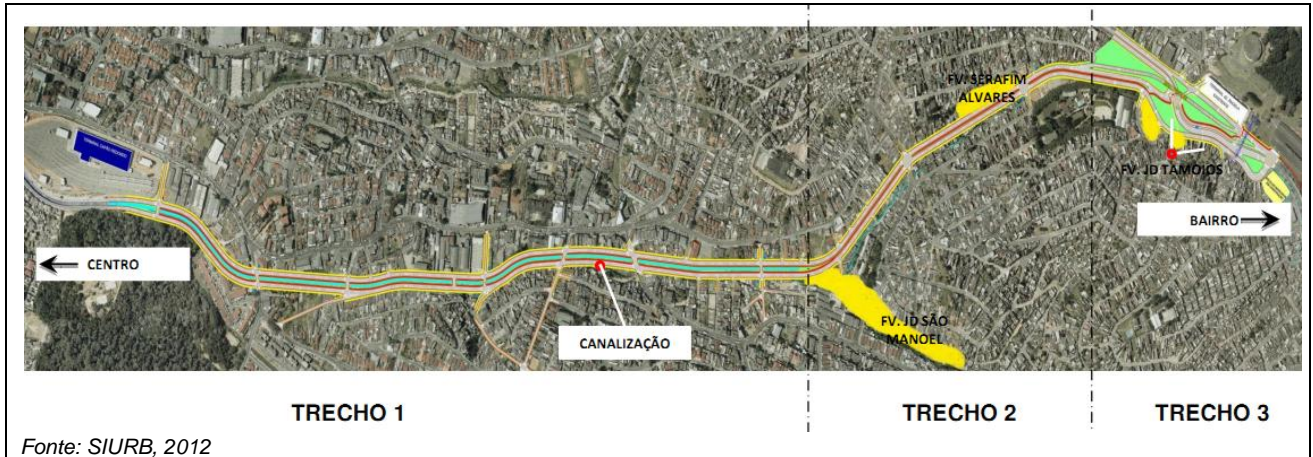 FV. SERAFIM
ALVARES
FV. JD TAMOIOS
BAIRRO
CENTRO
CANALIZAÇÃO
FV. JD SÃO
MANOEL
TRECHO 1
TRECHO 2
TRECHO 3
Fonte: SIURB, 2012